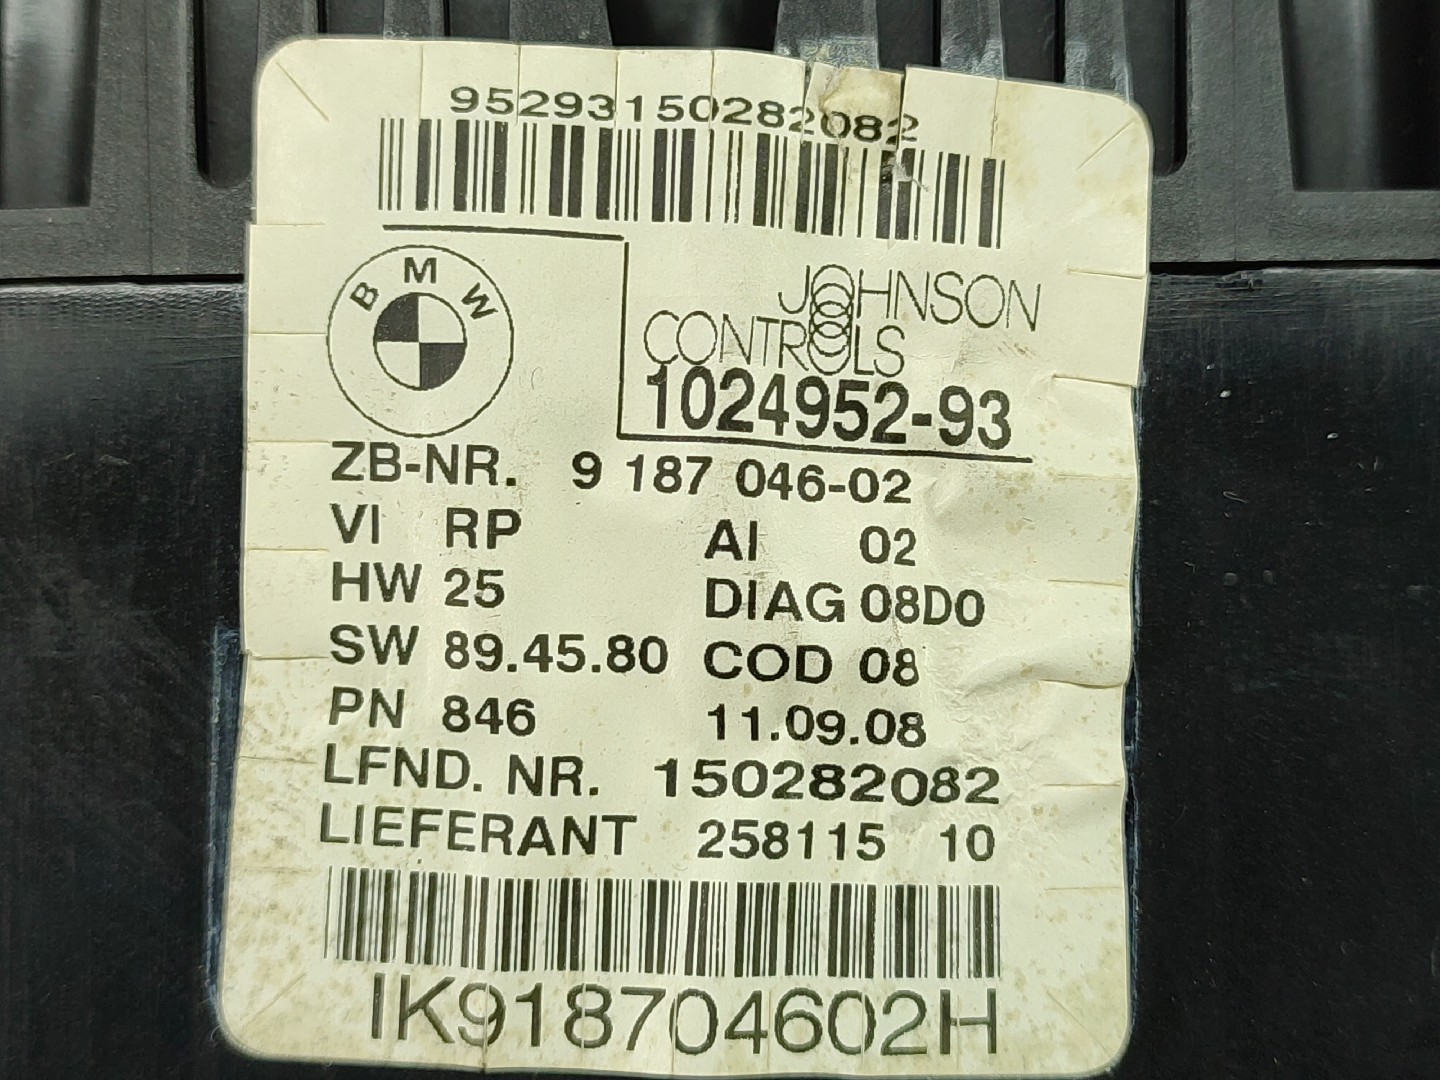 95293150282082
BMW
JOHNSON
CONTROLS
1024952-93
ZB-NR. 9 187 046-02
VI RP AI 02
HW 25 DIAG 08D0
SW 89.45.80 COD 08
PN 846 11.09.08
LFND. NR. 150282082
LIEFERANT 258115 10
IK918704602H